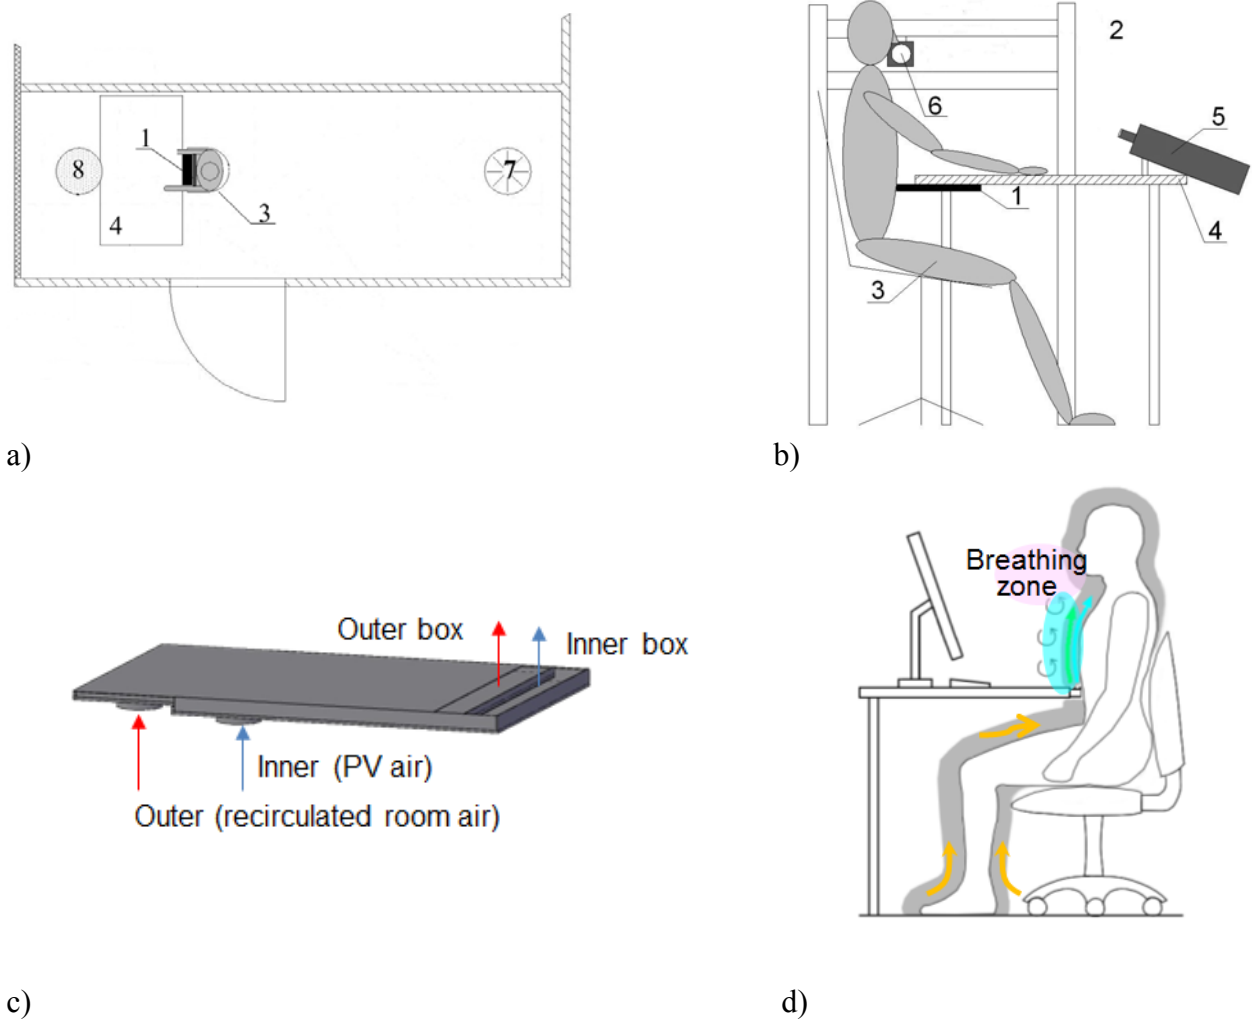 1
8
7
3
4
a)
2
6
5
1
4
3
b)
Outer box
Inner box
Inner (PV air)
Outer (recirculated room air)
c)
Breathing
zone
d)